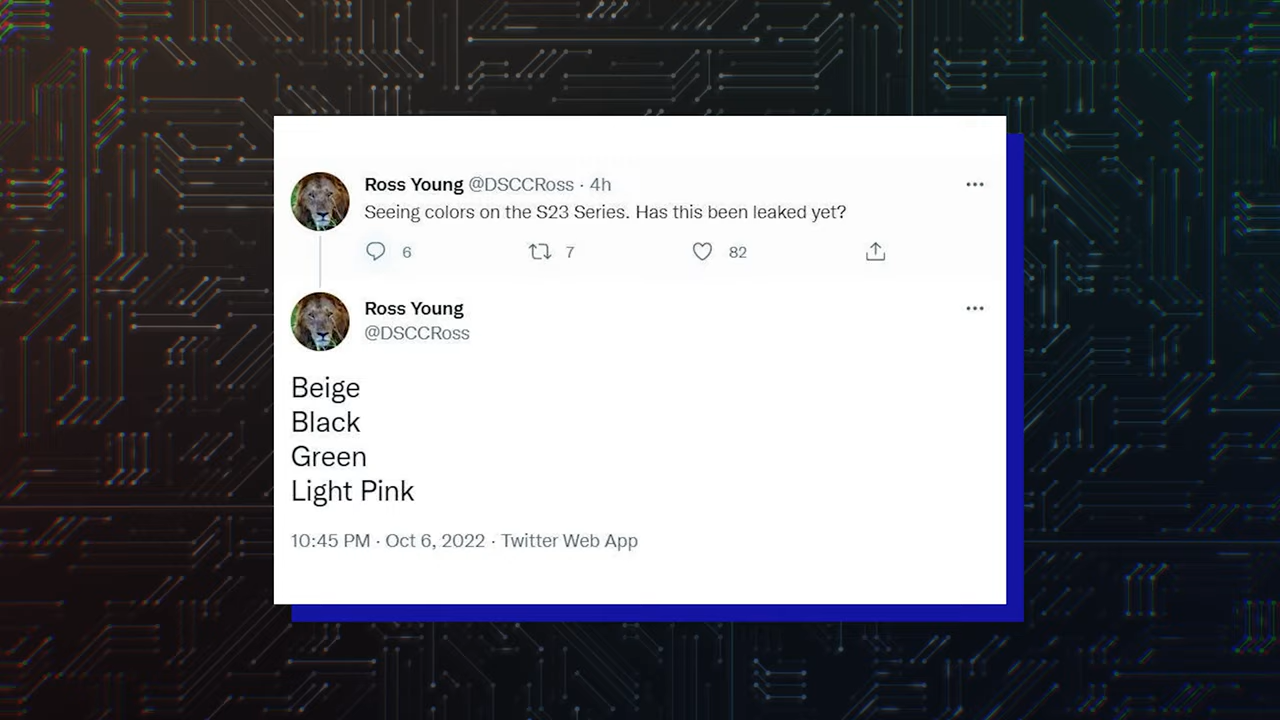 Ross Young @DSCCRoss · 4h
Seeing colors on the S23 Series. Has this been leaked yet?
6 7 82
Ross Young
@DSCCRoss
Beige
Black
Green
Light Pink
10:45 PM · Oct 6, 2022 · Twitter Web App